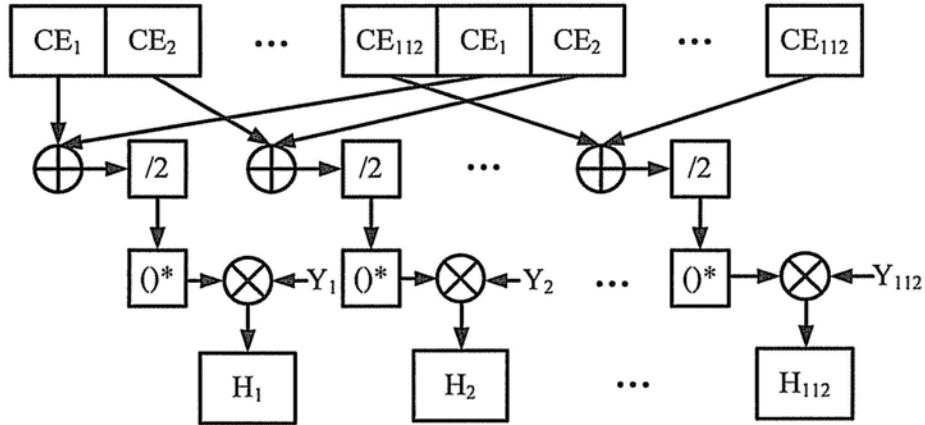 CE₁ CE₂ ... CE₁₁₂ CE₁ CE₂ ... CE₁₁₂
/2 /2 ... /2
()* Y₁ ()* Y₂ ... ()* Y₁₁₂
H₁ H₂ ... H₁₁₂